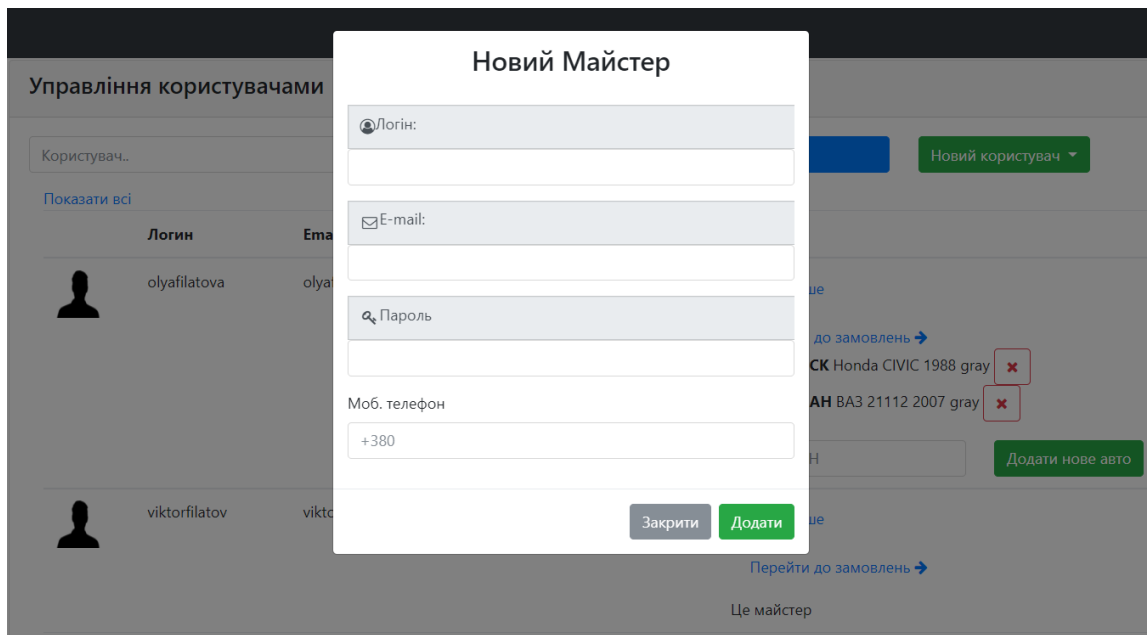 Новий Майстер
Управління користувачами
Логін:
Користувач..
Новий користувач
Показати всі
E-mail:
Логин
olyafilatova
Пароль
до замовлень
СК Honda CIVIC 1988 gray
АН ВАЗ 21112 2007 gray
Моб. телефон
+380
Н
Додати нове авто
viktorfilatov
Закрити
Додати
Перейти до замовлень
Це майстер